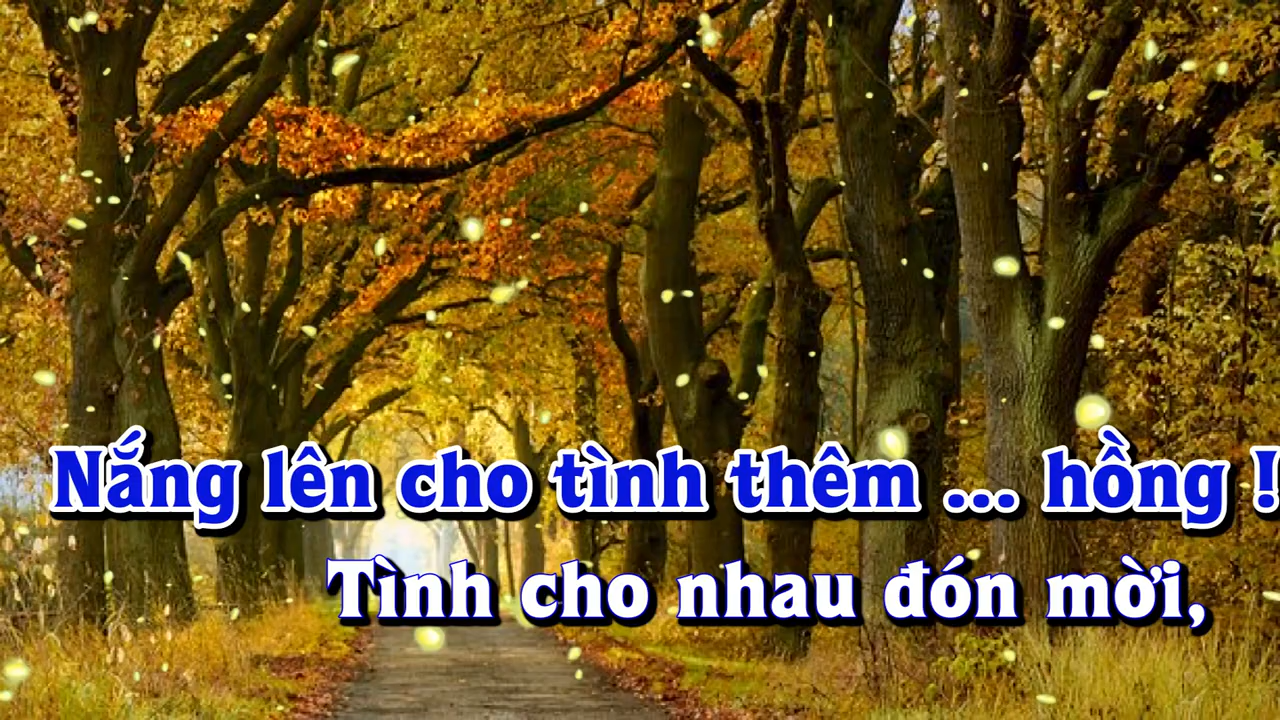 Nắng lên cho tình thêm ... hồng !
Tình cho nhau đón mời,